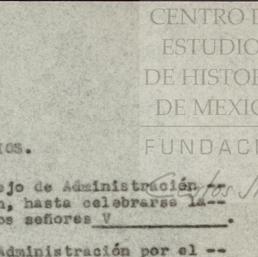 CENTRO D
ESTUDIO
DE HISTOR
DE MEXIC
FUNDACI
IOS.
ejo de Administración --
n, hasta celebrarse la--
os señores V____________.
Administración por el --